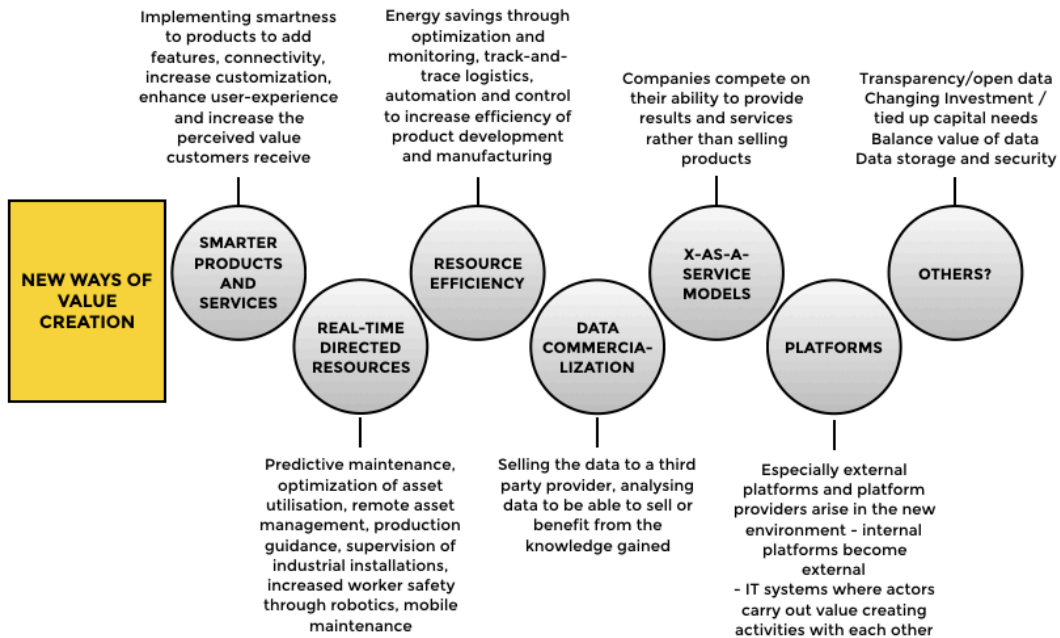 Implementing smartness
to products to add
features, connectivity,
increase customization,
enhance user-experience
and increase the
perceived value
customers receive
Energy savings through
optimization and
monitoring, track-and-
trace logistics,
automation and control
to increase efficiency of
product development
and manufacturing
Companies compete on
their ability to provide
results and services
rather than selling
products
Transparency/open data
Changing Investment /
tied up capital needs
Balance value of data
Data storage and security
NEW WAYS OF
VALUE
CREATION
SMARTER
PRODUCTS
AND
SERVICES
REAL-TIME
DIRECTED
RESOURCES
RESOURCE
EFFICIENCY
DATA
COMMERCIA-
LIZATION
X-AS-A-
SERVICE
MODELS
PLATFORMS
OTHERS?
Predictive maintenance,
optimization of asset
utilisation, remote asset
management, production
guidance, supervision of
industrial installations,
increased worker safety
through robotics, mobile
maintenance
Selling the data to a third
party provider, analysing
data to be able to sell or
benefit from the
knowledge gained
Especially external
platforms and platform
providers arise in the new
environment - internal
platforms become
external
- IT systems where actors
carry out value creating
activities with each other